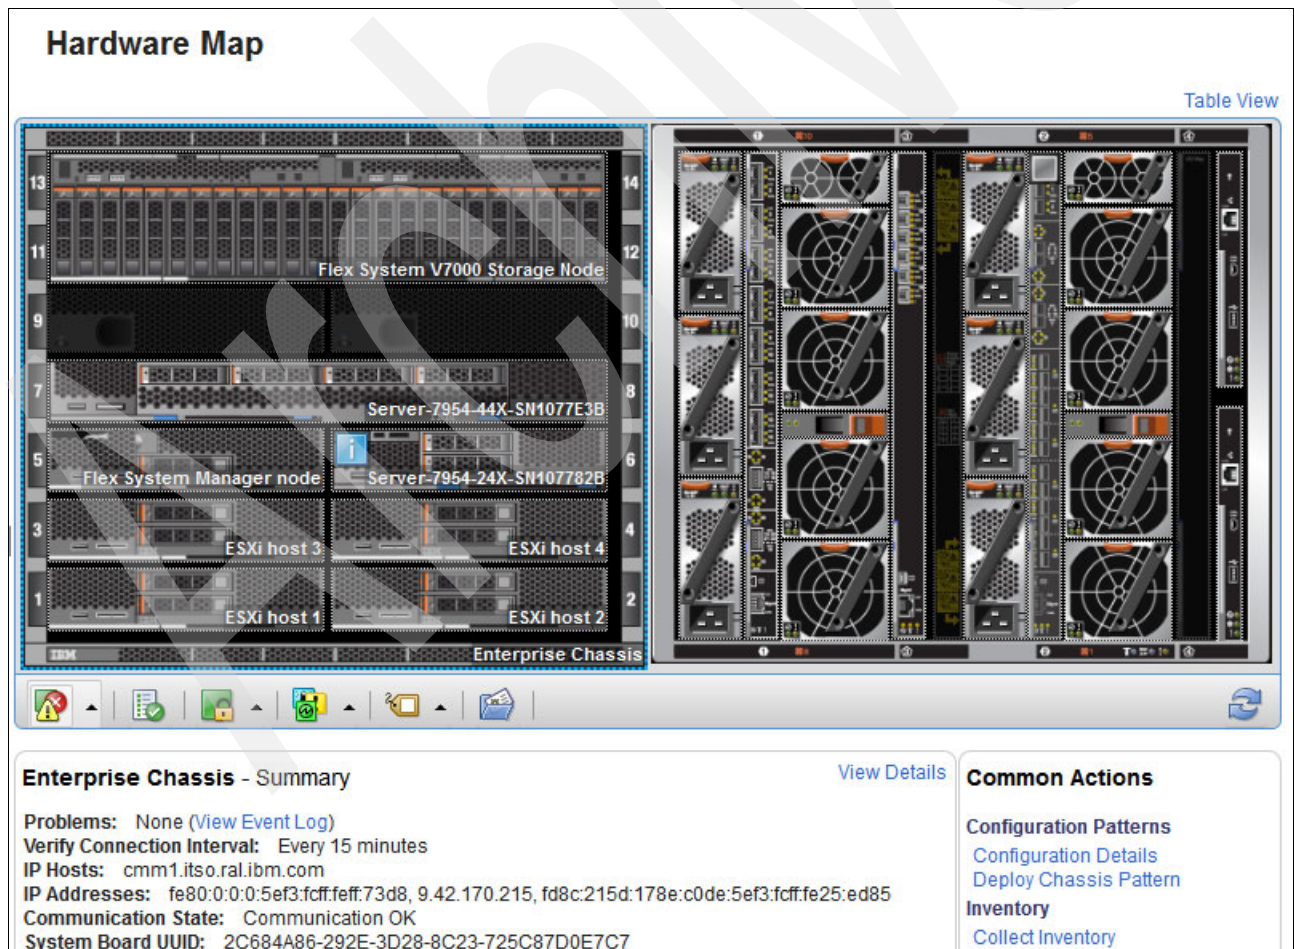 Hardware Map
Table View
13
14
11
12
Flex System V7000 Storage Node
9
10
7
8
Server-7954-44X-SN1077E3B
5
6
Flex System Manager node
Server-7954-24X-SN107782B
3
4
ESXi host 3
ESXi host 4
1
2
ESXi host 1
ESXi host 2
IBM
Enterprise Chassis
Enterprise Chassis - Summary
View Details
Problems: None (View Event Log)
Verify Connection Interval: Every 15 minutes
IP Hosts: cmm1.itso.ral.ibm.com
IP Addresses: fe80:0:0:0:5ef3:fcff:feff:73d8, 9.42.170.215, fd8c:215d:178e:c0de:5ef3:fcff:fe25:ed85
Communication State: Communication OK
System Board UUID: 2C684A86-292E-3D28-8C23-725C87D0E7C7
Common Actions
Configuration Patterns
Configuration Details
Deploy Chassis Pattern
Inventory
Collect Inventory